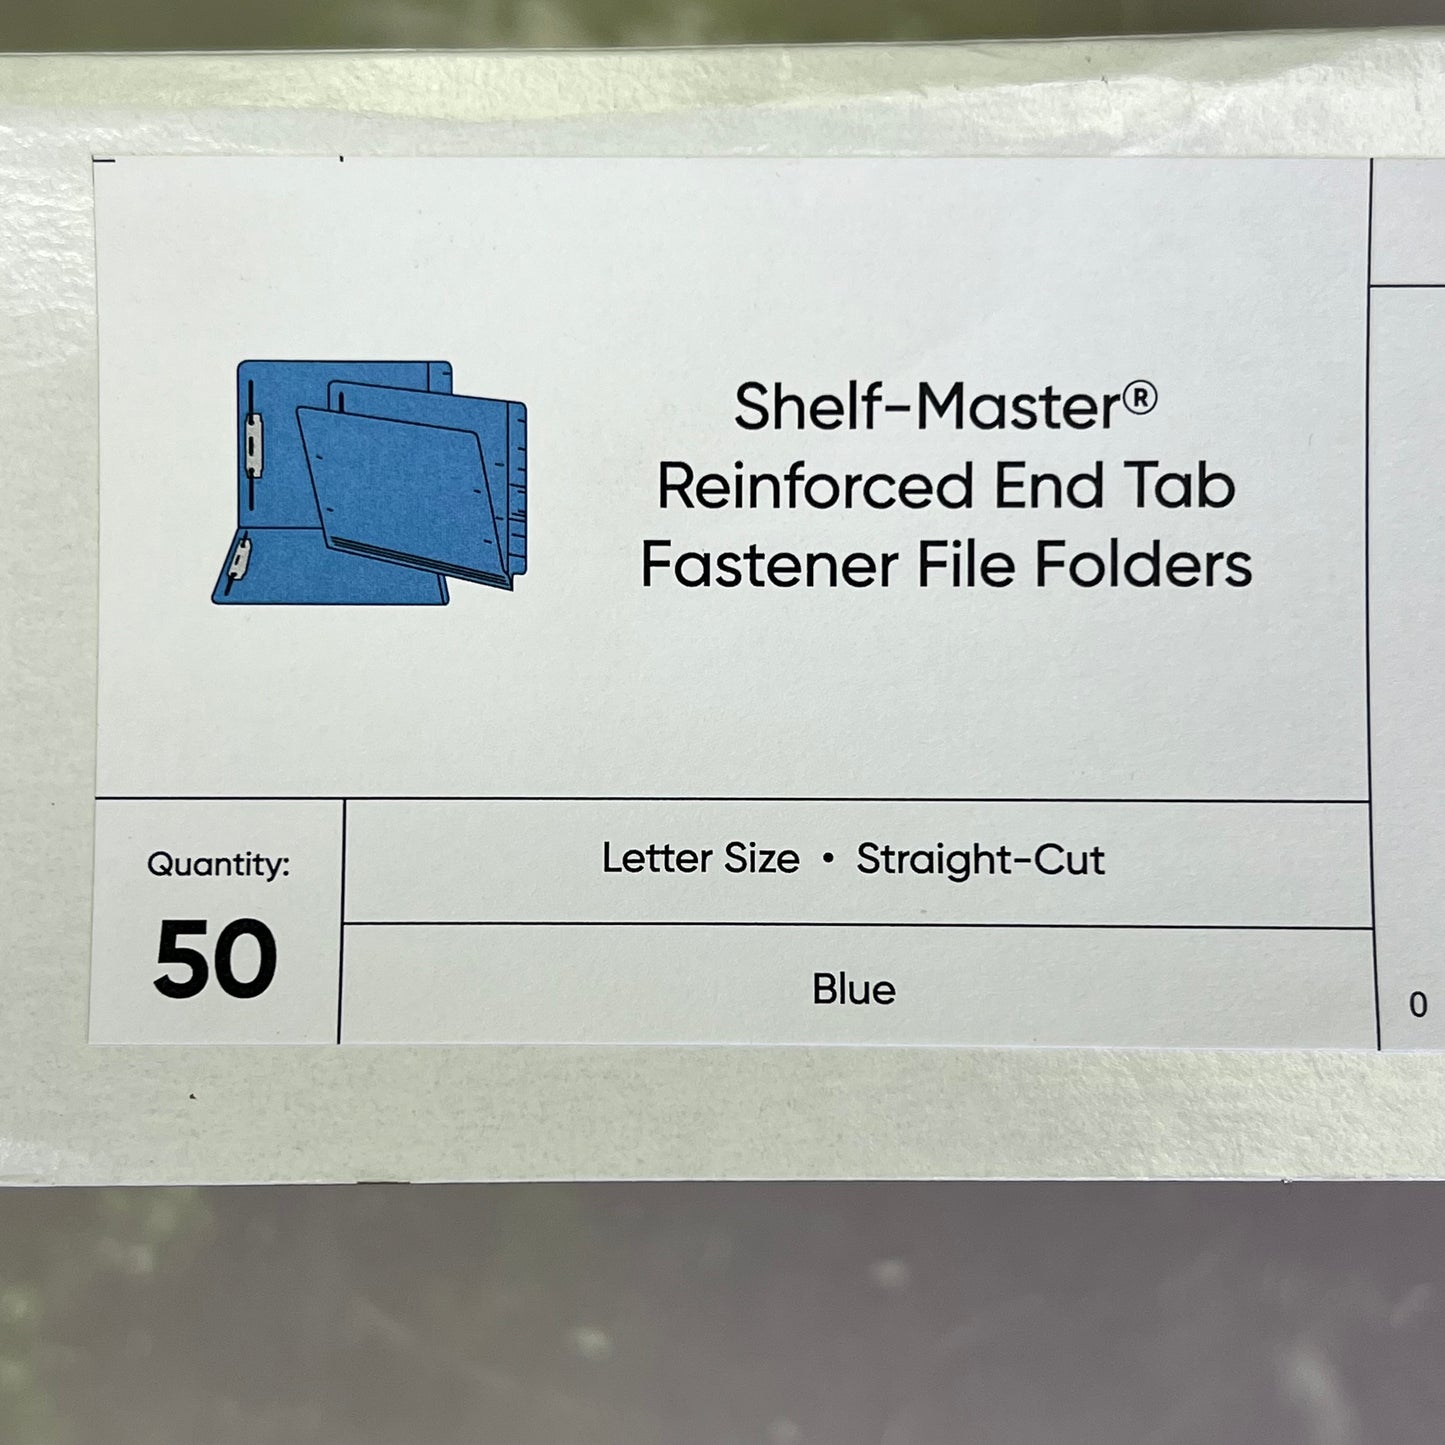 Shelf-Master®
Reinforced End Tab
Fastener File Folders
Quantity:
50
Letter Size • Straight-Cut
Blue
0